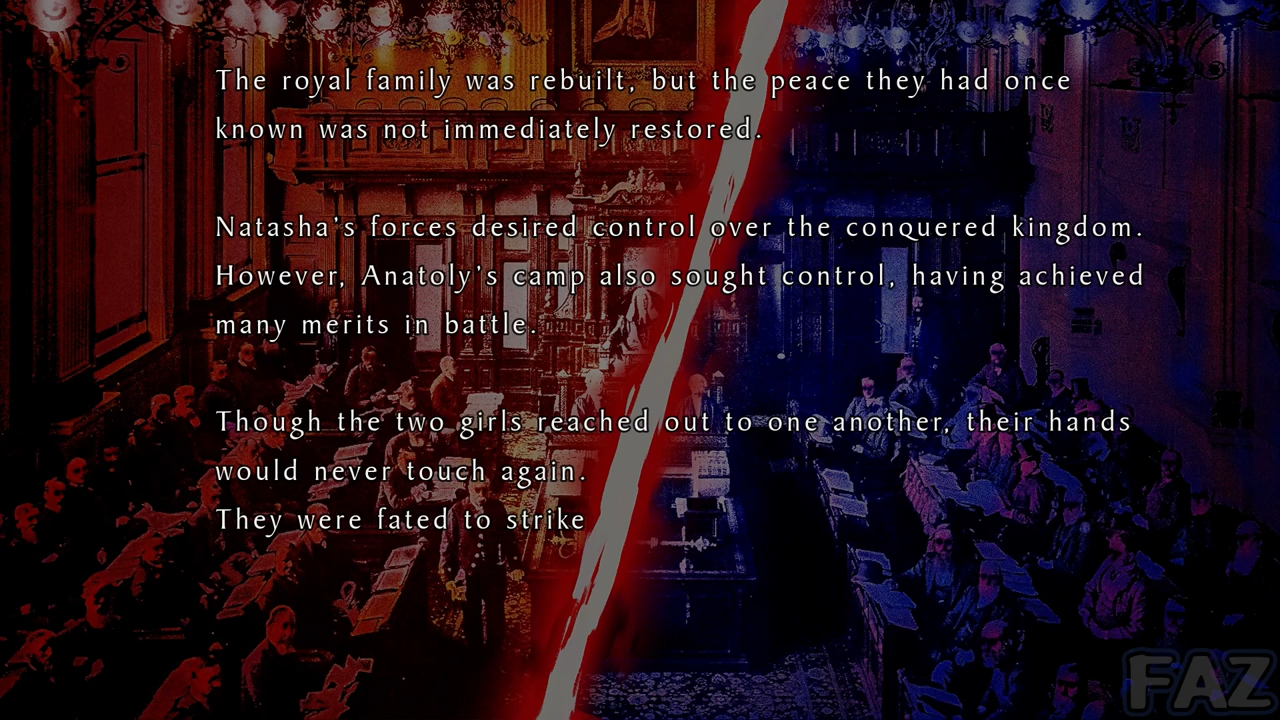 The royal family was rebuilt, but the peace they had once
known was not immediately restored.
Natasha's forces desired control over the conquered kingdom.
However, Anatoly's camp also sought control, having achieved
many merits in battle.
Though the two girls reached out to one another, their hands
would never touch again.
They were fated to strike
FAZ